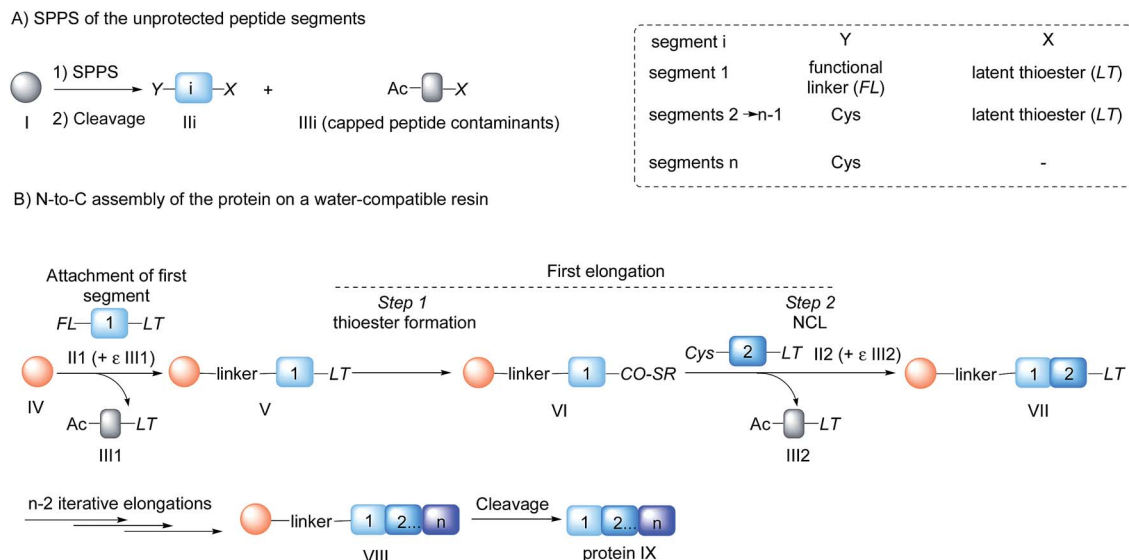 A) SPPS of the unprotected peptide segments
1) SPPS
2) Cleavage
I
Y i X
IIi
+
Ac X
IIIi (capped peptide contaminants)
segment i Y X
segment 1 functional linker (FL) latent thioester (LT)
segments 2 → n-1 Cys latent thioester (LT)
segments n Cys -
B) N-to-C assembly of the protein on a water-compatible resin
Attachment of first
segment
FL 1 LT
II1 (+ ε III1)
IV
Ac LT
III1
linker 1 LT
V
First elongation
Step 1
thioester formation
linker 1 CO-SR
VI
Step 2
NCL
Cys 2 LT II2 (+ ε III2)
Ac LT
III2
linker 1 2 LT
VII
n-2 iterative elongations
linker 1 2... n
VIII
Cleavage
1 2... n
protein IX